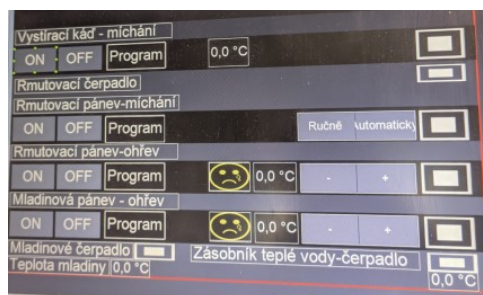 Vystírací káď - míchání
ON OFF Program 0,0 °C
Rmutovací čerpadlo
Rmutovací pánev-míchání
ON OFF Program Ručně utomaticky
Rmutovací pánev-ohřev
ON OFF Program 0,0 °C - +
Mladinová pánev - ohřev
ON OFF Program 0,0 °C - +
Mladinové čerpadlo Zásobník teplé vody-čerpadlo
Teplota mladiny 0,0 °C 0,0 °C